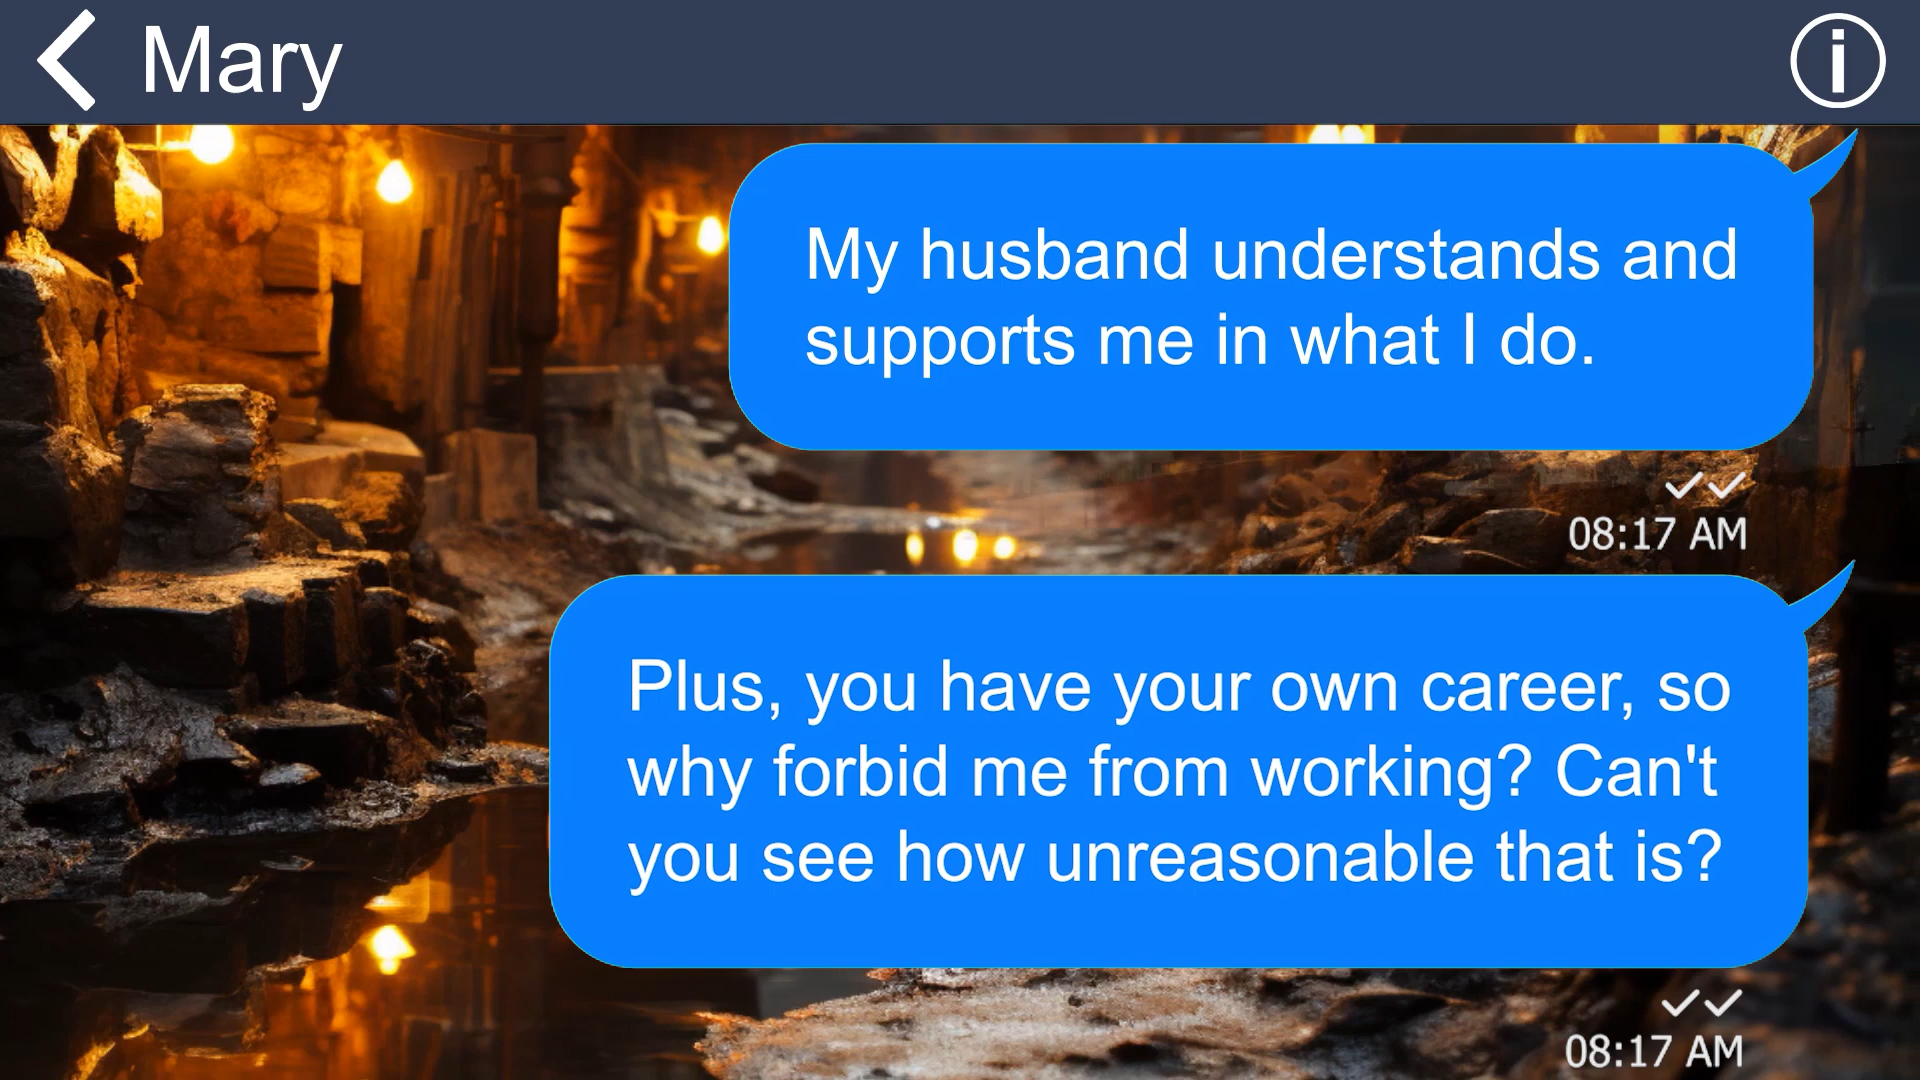 Mary
My husband understands and
supports me in what I do.
08:17 AM
Plus, you have your own career, so
why forbid me from working? Can't
you see how unreasonable that is?
08:17 AM